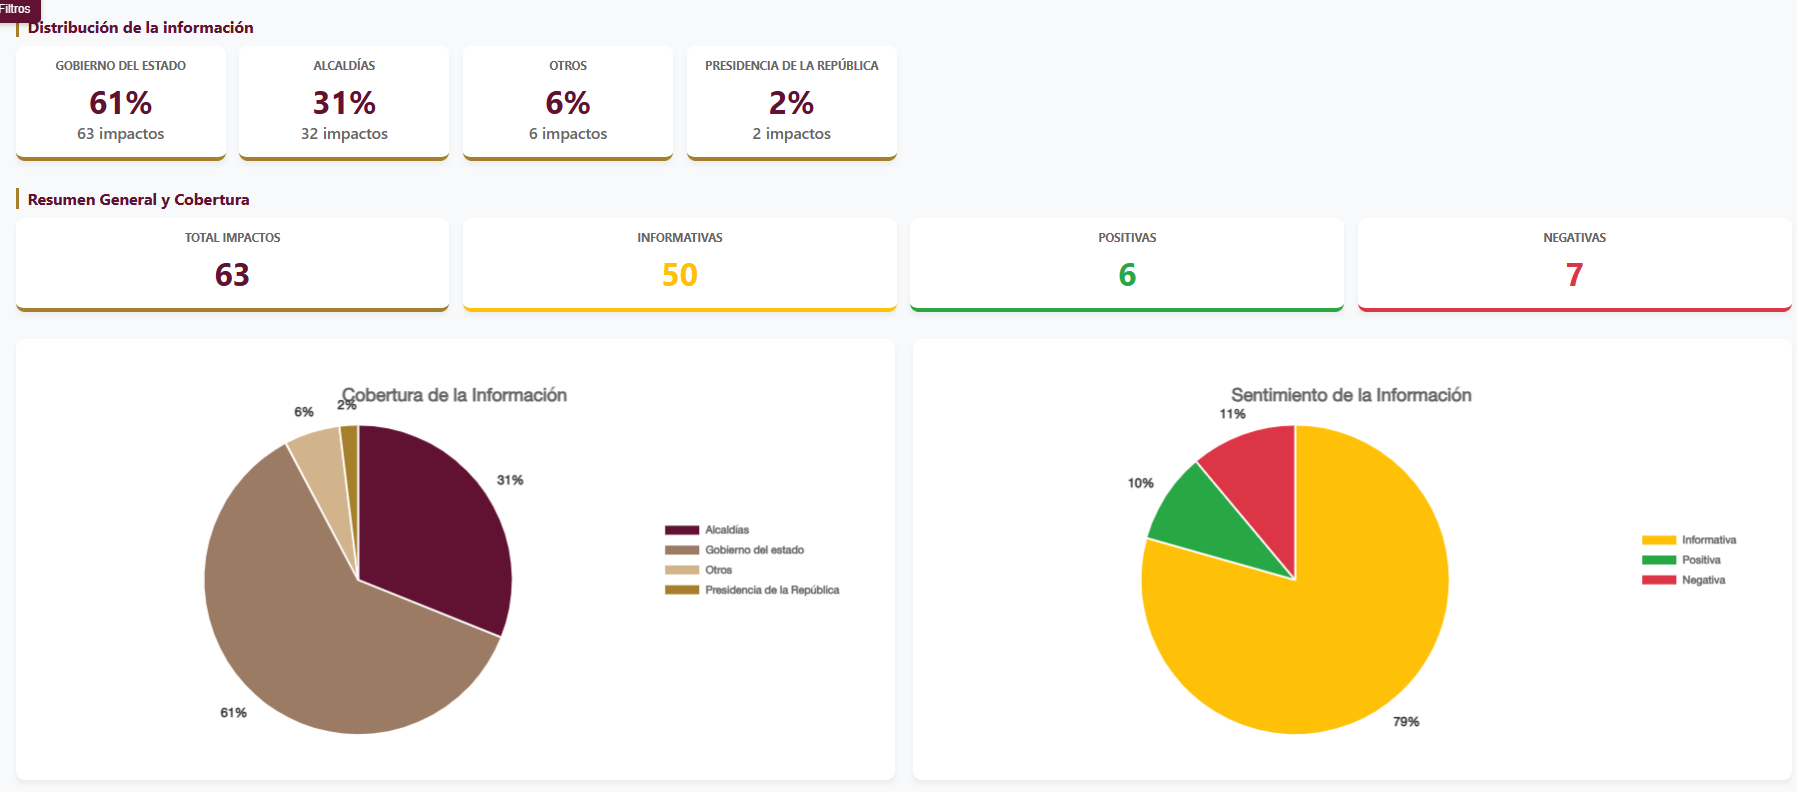 Filtros
Distribución de la información
GOBIERNO DEL ESTADO
61%
63 impactos
ALCALDÍAS
31%
32 impactos
OTROS
6%
6 impactos
PRESIDENCIA DE LA REPÚBLICA
2%
2 impactos
Resumen General y Cobertura
TOTAL IMPACTOS
63
INFORMATIVAS
50
POSITIVAS
6
NEGATIVAS
7
Cobertura de la Información
6%
2%
31%
61%
Alcaldías
Gobierno del estado
Otros
Presidencia de la República
Sentimiento de la Información
11%
10%
79%
Informativa
Positiva
Negativa